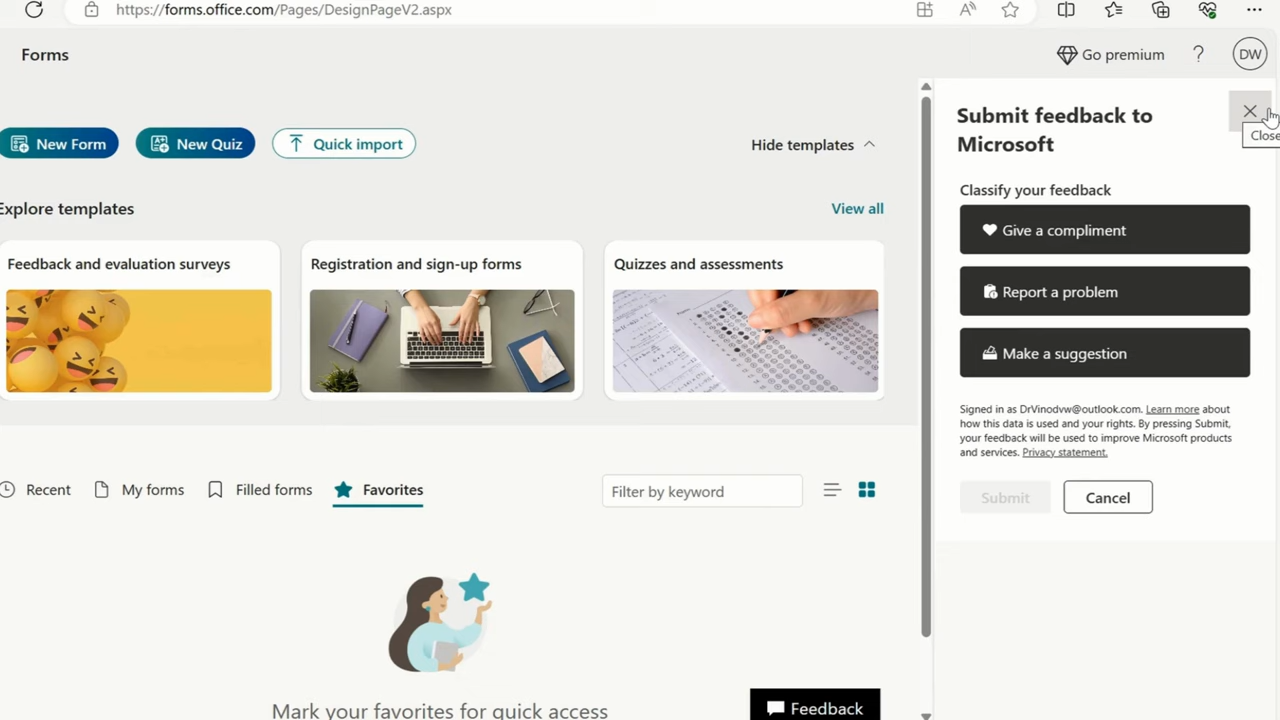 https://forms.office.com/Pages/DesignPageV2.aspx
Forms
Go premium
?
DW
New Form
New Quiz
Quick import
Hide templates
Explore templates
View all
Feedback and evaluation surveys
Registration and sign-up forms
Quizzes and assessments
Recent
My forms
Filled forms
Favorites
Filter by keyword
Mark your favorites for quick access
Feedback
Submit feedback to
Microsoft
Close
Classify your feedback
Give a compliment
Report a problem
Make a suggestion
Signed in as DrVinodvw@outlook.com. Learn more about
how this data is used and your rights. By pressing Submit,
your feedback will be used to improve Microsoft products
and services. Privacy statement.
Submit
Cancel